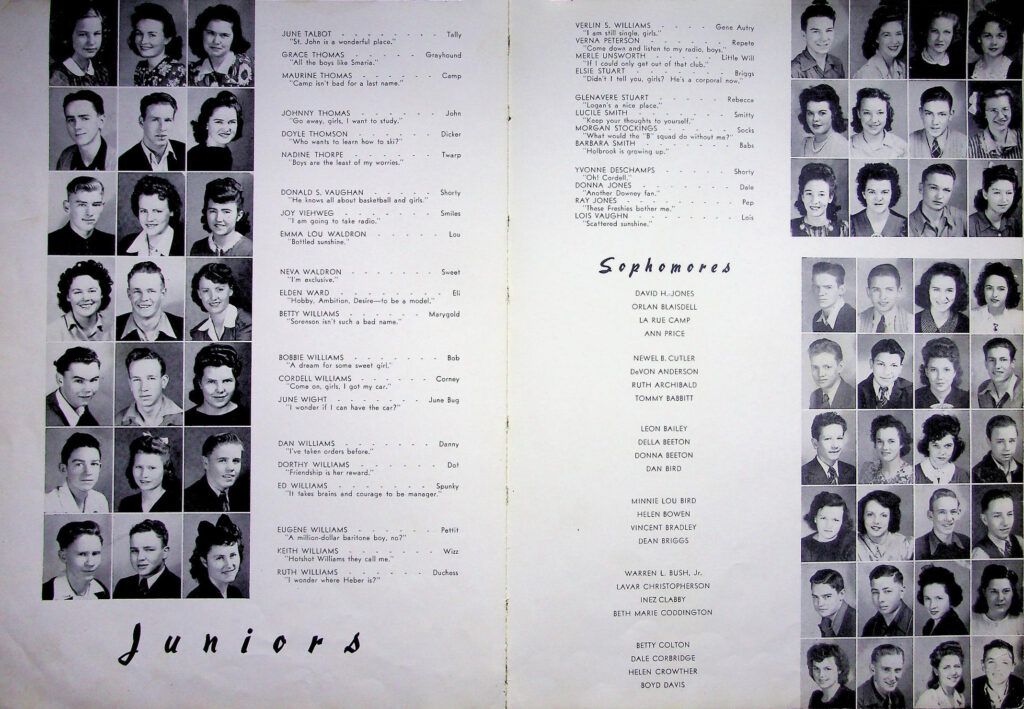 JUNE TALBOT - - - - - - - Tally
"St. John is a wonderful place."
GRACE THOMAS - - - - - - Greyhound
"All the boys like Smeria."
MAURINE THOMAS - - - - - - Camp
"Camp isn't bad for a last name."
JOHNNY THOMAS - - - - - - John
"Go away, girls, I want to study."
DOYLE THOMSON - - - - - - Dicker
"Who wants to learn how to ski?"
NADINE THORPE - - - - - - Twarp
"Boys are the least of my worries."
DONALD S. VAUGHAN - - - - - Shorty
"He knows all about basketball and girls."
JOY VIEHWEG - - - - - - - Smiles
"I am going to take radio."
EMMA LOU WALDRON - - - - - Lou
"Bottled sunshine."
NEVA WALDRON - - - - - - Sweet
"I'm exclusive."
ELDEN WARD - - - - - - - Eli
"Hobby, Ambition, Desire—to be a model."
BETTY WILLIAMS - - - - - - Marygold
"Sorenson isn't such a bad name."
BOBBIE WILLIAMS - - - - - - Bob
"A dream for some sweet girl."
CORDELL WILLIAMS - - - - - Corney
"Come on, girls, I got my car."
JUNE WIGHT - - - - - - - June Bug
"I wonder if I can have the car?"
DAN WILLIAMS - - - - - - Danny
"I've taken orders before."
DORTHY WILLIAMS - - - - - - Dot
"Friendship is her reward."
ED WILLIAMS - - - - - - - Spunky
"It takes brains and courage to be manager."
EUGENE WILLIAMS - - - - - - Pettit
"A million-dollar baritone boy, no?"
KEITH WILLIAMS - - - - - - Wizz
"Hotshot Williams they call me."
RUTH WILLIAMS - - - - - - Duchess
"I wonder where Heber is?"
Juniors
VERLIN S. WILLIAMS - - - - - Gene Autry
"I am still single, girls."
VERNA PETERSON - - - - - - Repete
"Come down and listen to my radio, boys."
MERLE UNSWORTH - - - - - Little Will
"If I could only get out of that club."
ELSIE STUART - - - - - - - Briggs
"Didn't I tell you, girls? He's a corporal now."
GLENAVERE STUART - - - - - Rebecca
"Logan's a nice place."
LUCILE SMITH - - - - - - - Smitty
"Keep your thoughts to yourself."
MORGAN STOCKINGS - - - - - Socks
"What would the "B" squad do without me?"
BARBARA SMITH - - - - - - Babs
"Holbrook is growing up."
YVONNE DESCHAMPS - - - - - Shorty
"Oh! Cordell."
DONNA JONES - - - - - - - Dale
"Another Downey fan."
RAY JONES - - - - - - - Pep
"These Freshies bother me."
LOIS VAUGHN - - - - - - - Lois
"Scattered sunshine."
Sophomores
DAVID H. JONES
ORLAN BLAISDELL
LA RUE CAMP
ANN PRICE
NEWEL B. CUTLER
DeVON ANDERSON
RUTH ARCHIBALD
TOMMY BABBITT
LEON BAILEY
DELLA BEETON
DONNA BEETON
DAN BIRD
MINNIE LOU BIRD
HELEN BOWEN
VINCENT BRADLEY
DEAN BRIGGS
WARREN L. BUSH, Jr.
LAVAR CHRISTOPHERSON
INEZ CLABBY
BETH MARIE CODDINGTON
BETTY COLTON
DALE CORBRIDGE
HELEN CROWTHER
BOYD DAVIS